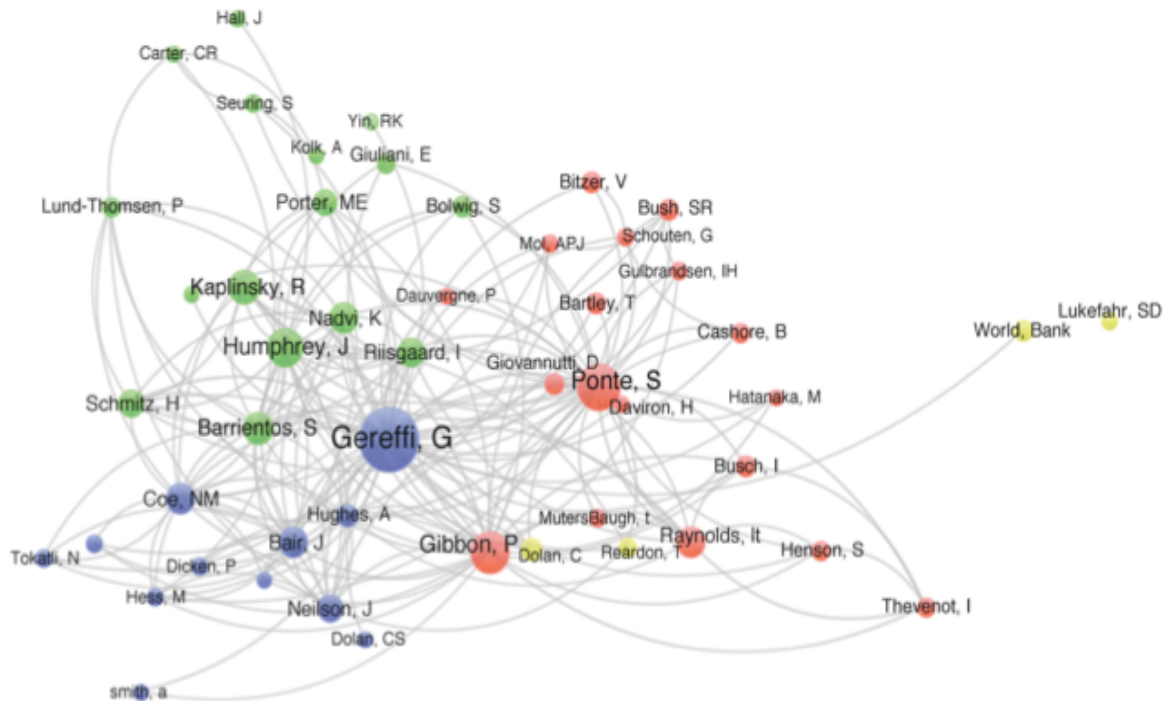 Hall, J
Carter, CR
Seuring, S
Yin, RK
Kolk, A
Giuliani, E
Bitzer, V
Lund-Thomsen, P
Porter, ME
Bolwig, S
Bush, SR
Schouten, G
Mol, APJ
Gulbrandsen, IH
Kaplinsky, R
Dauvergne, P
Bartley, T
Lukefahr, SD
Nadvi, K
World, Bank
Cashore, B
Humphrey, J
Riisgaard, I
Giovannutti, D
Ponte, S
Schmitz, H
Daviron, H
Hatanaka, M
Barrientos, S
Gereffi, G
Busch, I
Coe, NM
Hughes, A
MutersBaugh, t
Bair, J
Gibbon, P
Dolan, C
Reardon, T
Raynolds, lt
Henson, S
Tokatli, N
Dicken, P
Hess, M
Neilson, J
Thevenot, I
Dolan, CS
smith, a